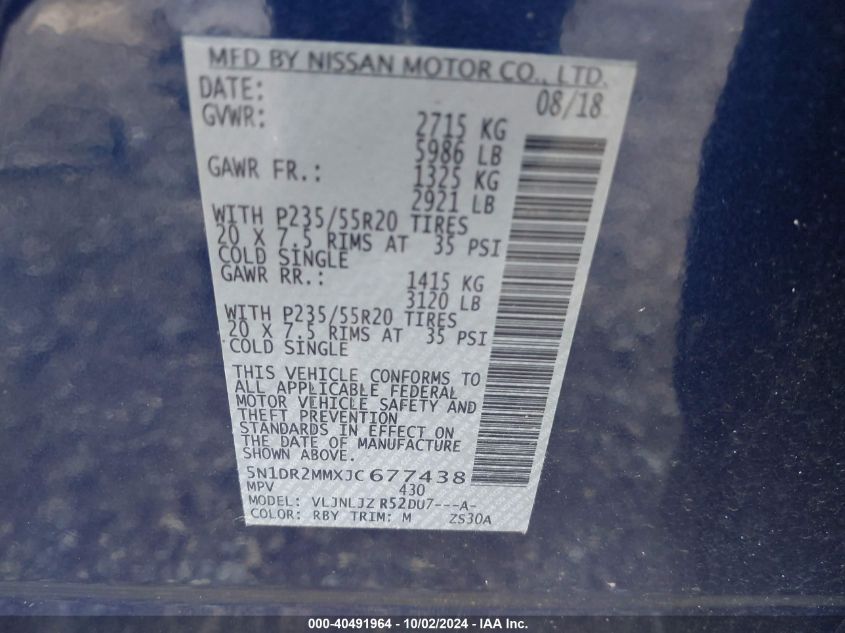 MFD BY NISSAN MOTOR CO., LTD.
DATE: 08/18
GVWR: 2715 KG
5986 LB
GAWR FR.: 1325 KG
2921 LB
WITH P235/55R20 TIRES
20 X 7.5 RIMS AT 35 PSI
COLD SINGLE
GAWR RR.: 1415 KG
3120 LB
WITH P235/55R20 TIRES
20 X 7.5 RIMS AT 35 PSI
COLD SINGLE
THIS VEHICLE CONFORMS TO
ALL APPLICABLE FEDERAL
MOTOR VEHICLE SAFETY AND
THEFT PREVENTION
STANDARDS IN EFFECT ON
THE DATE OF MANUFACTURE
SHOWN ABOVE.
5N1DR2MMXJC677438
MPV 430
MODEL: VLJNLJZ R52DU7---A-
COLOR: RBY TRIM: M ZS30A
000-40491964 - 10/02/2024 - IAA Inc.